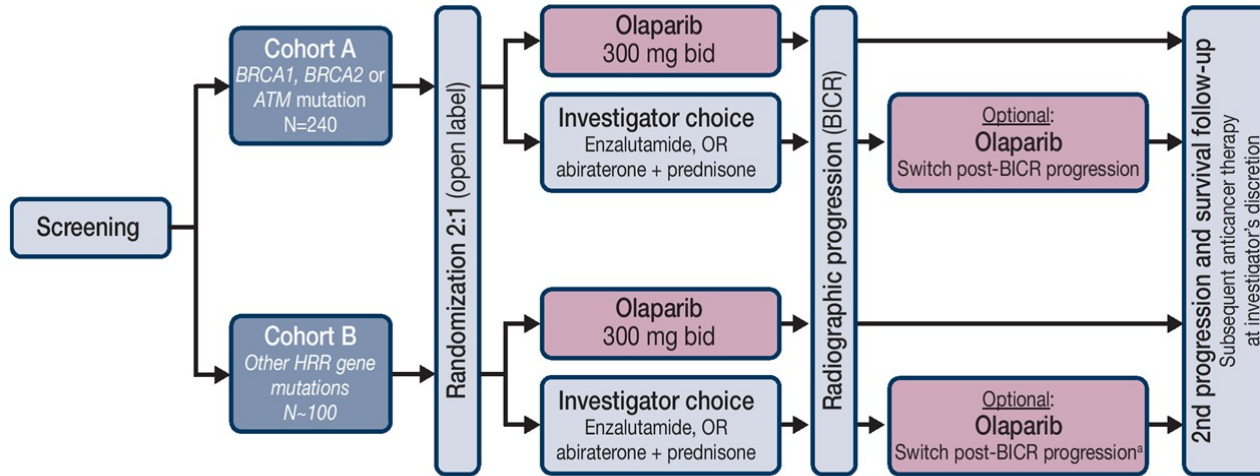 Screening
Cohort A
BRCA1, BRCA2 or
ATM mutation
N=240
Cohort B
Other HRR gene
mutations
N~100
Randomization 2:1 (open label)
Olaparib
300 mg bid
Investigator choice
Enzalutamide, OR
abiraterone + prednisone
Olaparib
300 mg bid
Investigator choice
Enzalutamide, OR
abiraterone + prednisone
Radiographic progression (BICR)
Optional:
Olaparib
Switch post-BICR progression
Optional:
Olaparib
Switch post-BICR progressionª
2nd progression and survival follow-up
Subsequent anticancer therapy
at investigator's discretion